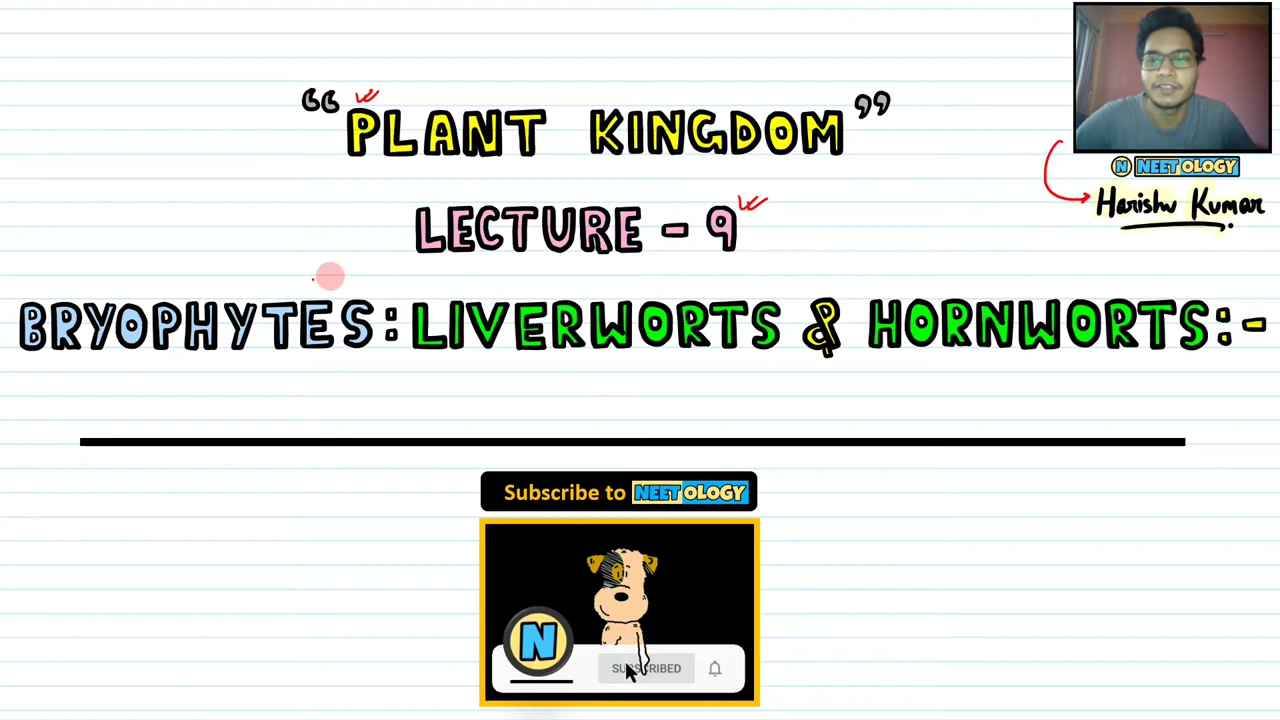 “PLANT KINGDOM”
N NEETOLOGY
Harishu Kumar
LECTURE - 9
BRYOPHYTES: LIVERWORTS & HORNWORTS:-
Subscribe to NEETOLOGY
N
SUBSCRIBED